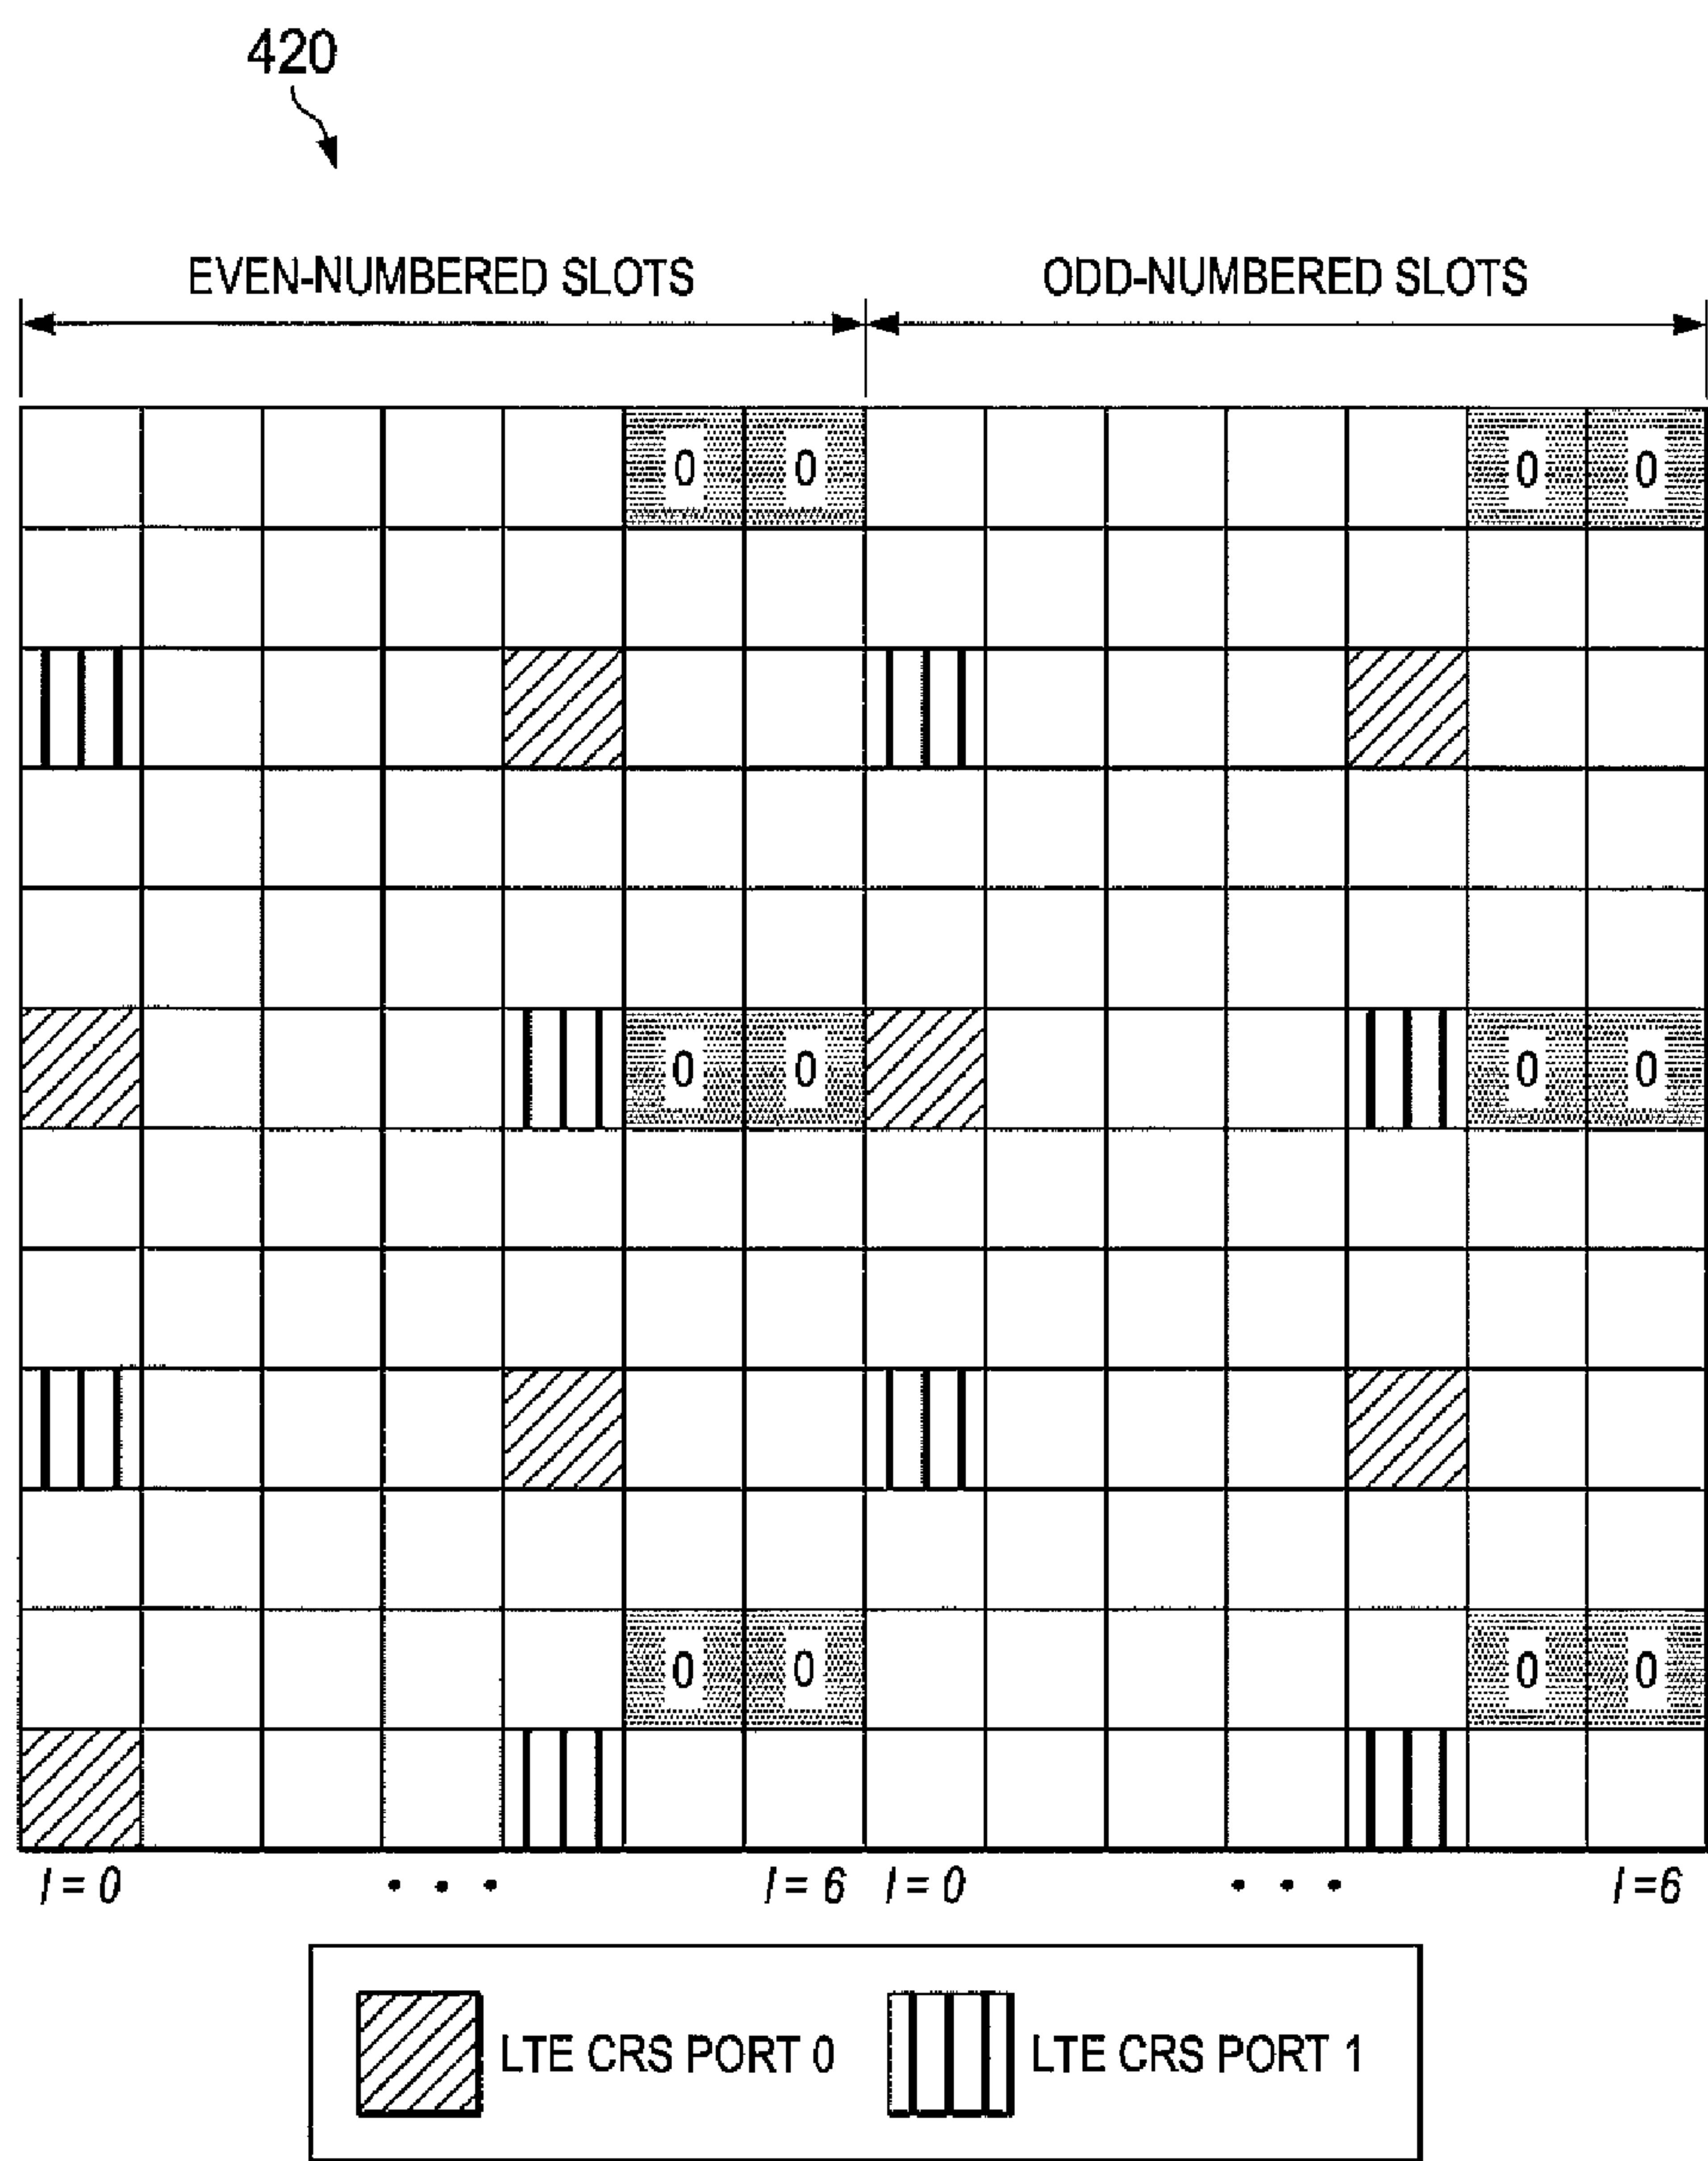 420
EVEN-NUMBERED SLOTS ODD-NUMBERED SLOTS
0 0 0 0
0 0 0 0
0 0 0 0
l = 0 • • • l = 6 l = 0 • • • l =6
LTE CRS PORT 0 LTE CRS PORT 1